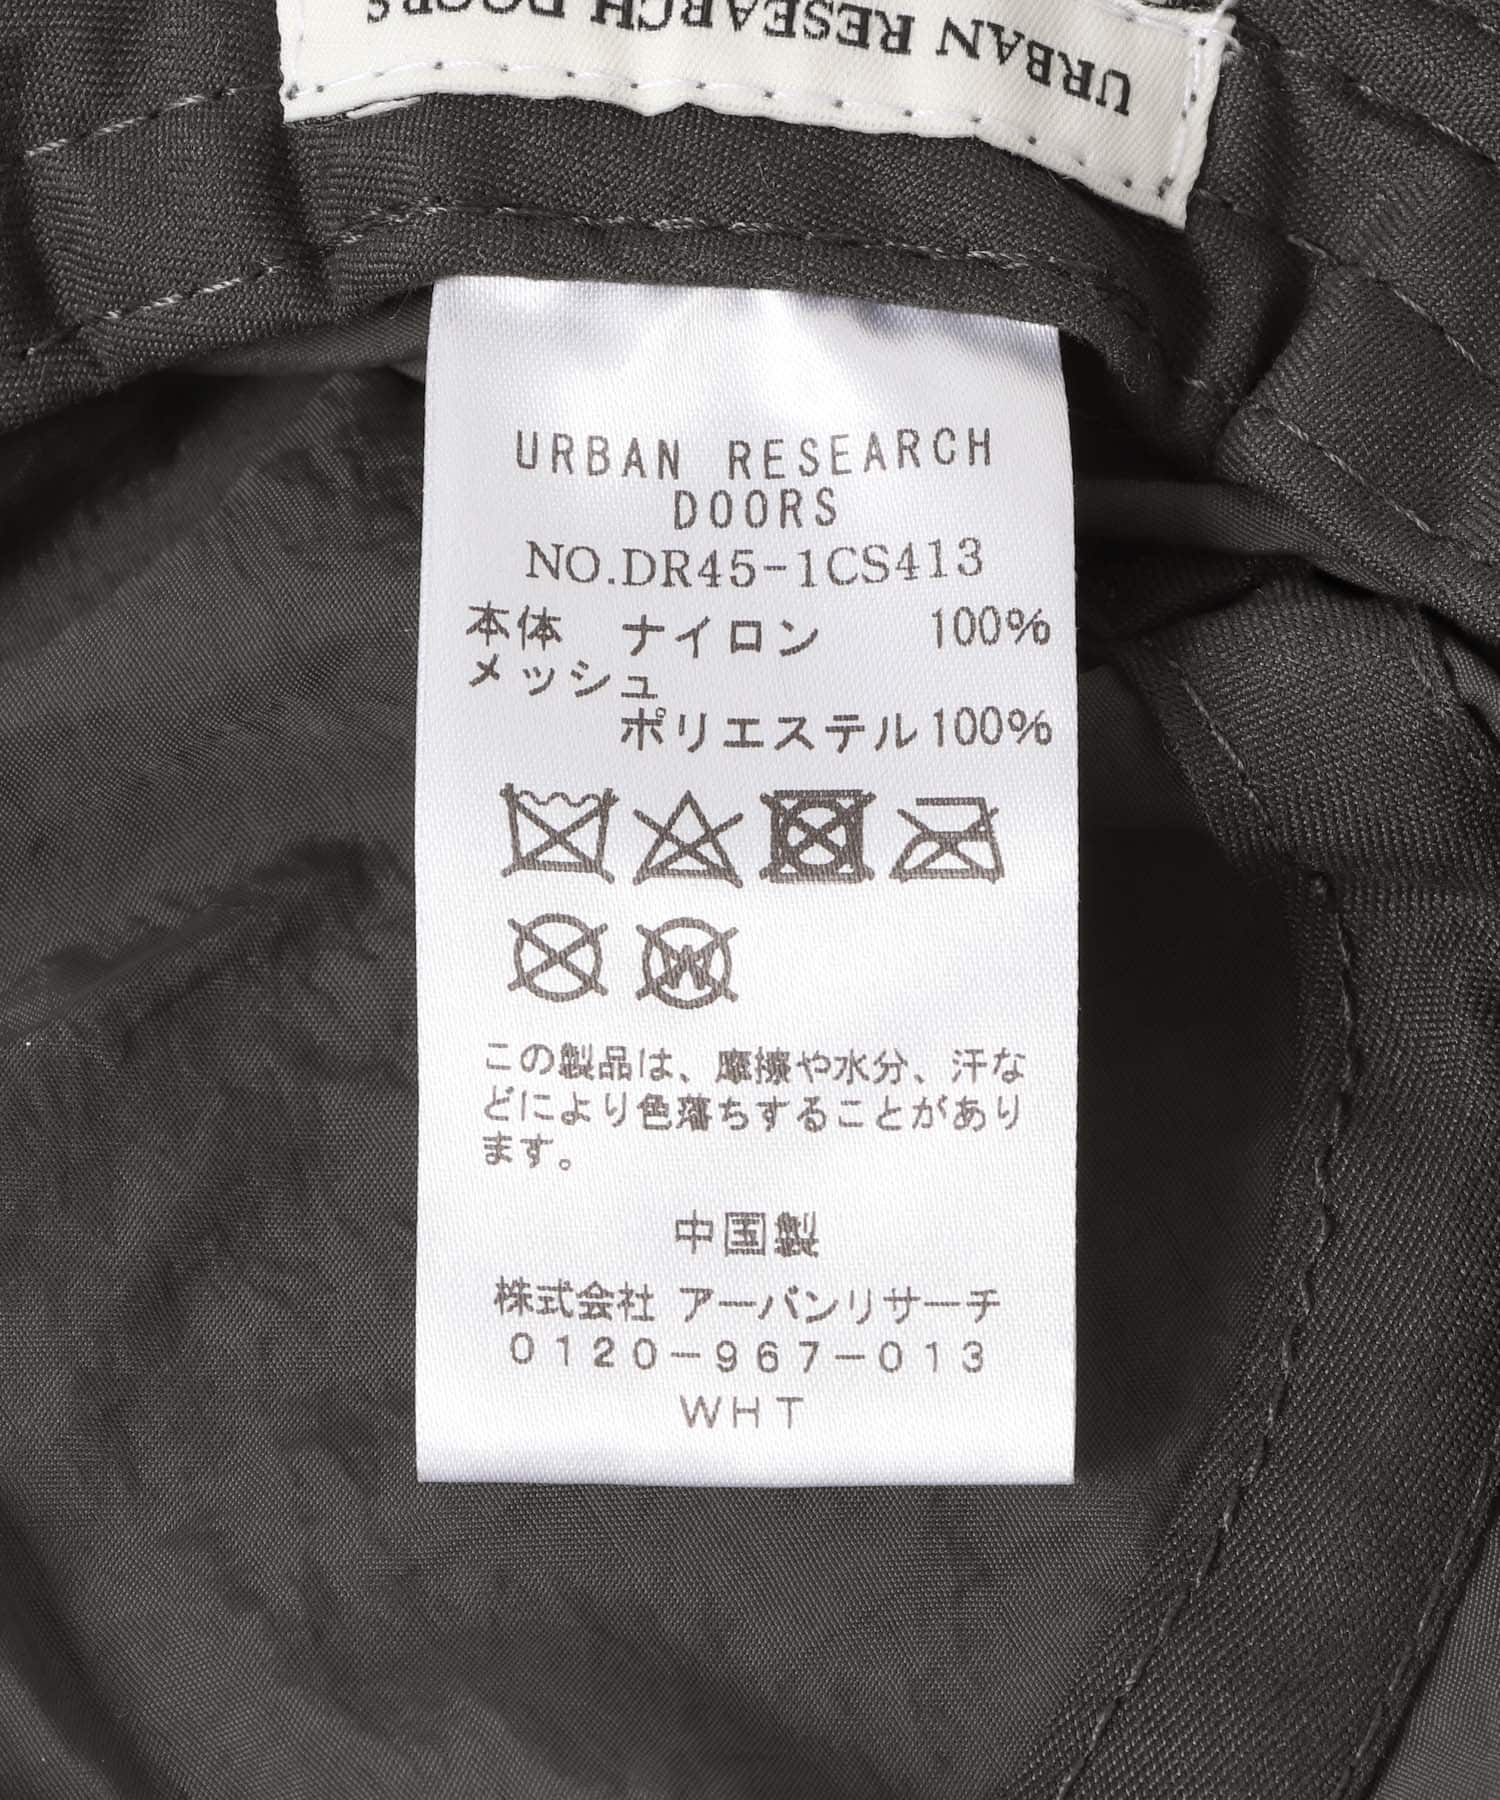 URBAN RESEARCH DOORS
URBAN RESEARCH
DOORS
NO.DR45-1CS413
本体 ナイロン 100%
メッシュ
ポリエステル100%
W
この製品は、摩擦や水分、汗な
どにより色落ちすることがあり
ます。
中国製
株式会社 アーバンリサーチ
0120-967-013
WHT